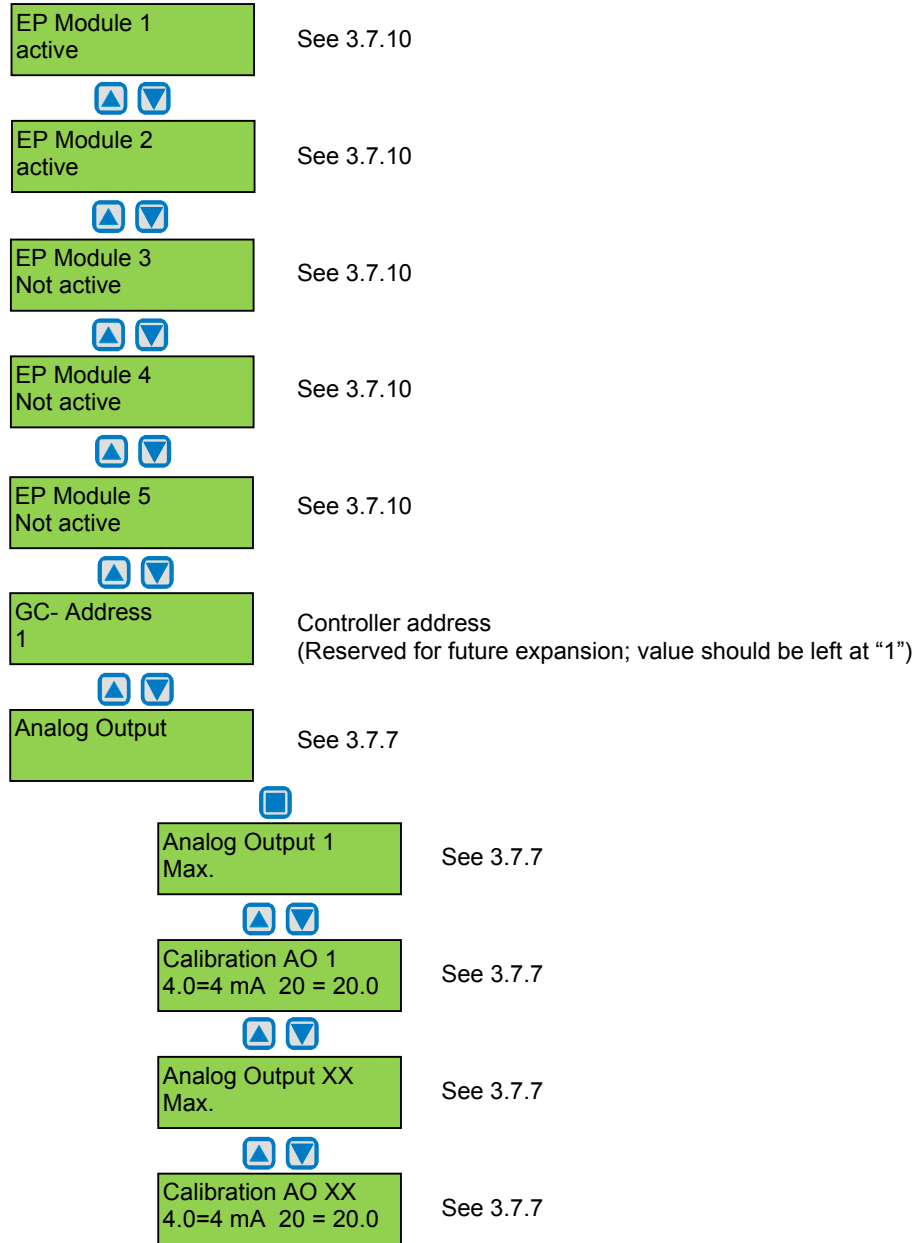 EP Module 1
active
See 3.7.10
EP Module 2
active
See 3.7.10
EP Module 3
Not active
See 3.7.10
EP Module 4
Not active
See 3.7.10
EP Module 5
Not active
See 3.7.10
GC- Address
1
Controller address
(Reserved for future expansion; value should be left at “1”)
Analog Output
See 3.7.7
Analog Output 1
Max.
See 3.7.7
Calibration AO 1
4.0=4 mA  20 = 20.0
See 3.7.7
Analog Output XX
Max.
See 3.7.7
Calibration AO XX
4.0=4 mA  20 = 20.0
See 3.7.7